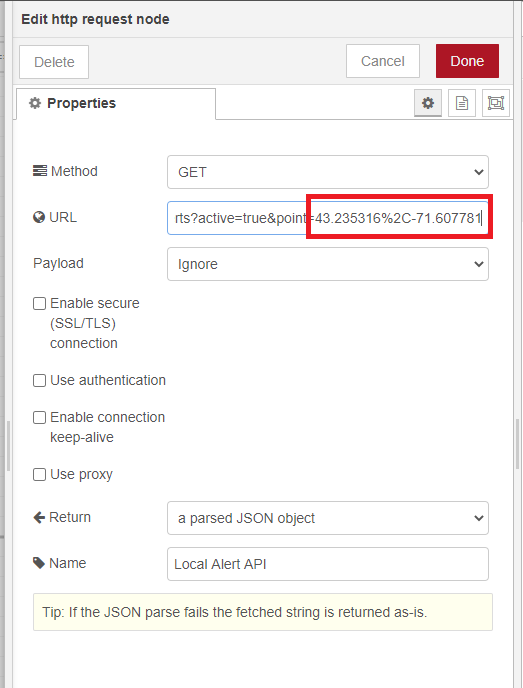 Edit http request node
Delete
Cancel
Done
Properties
Method
GET
URL
rts?active=true&point=43.235316%2C-71.607781
Payload
Ignore
Enable secure
(SSL/TLS)
connection
Use authentication
Enable connection
keep-alive
Use proxy
Return
a parsed JSON object
Name
Local Alert API
Tip: If the JSON parse fails the fetched string is returned as-is.